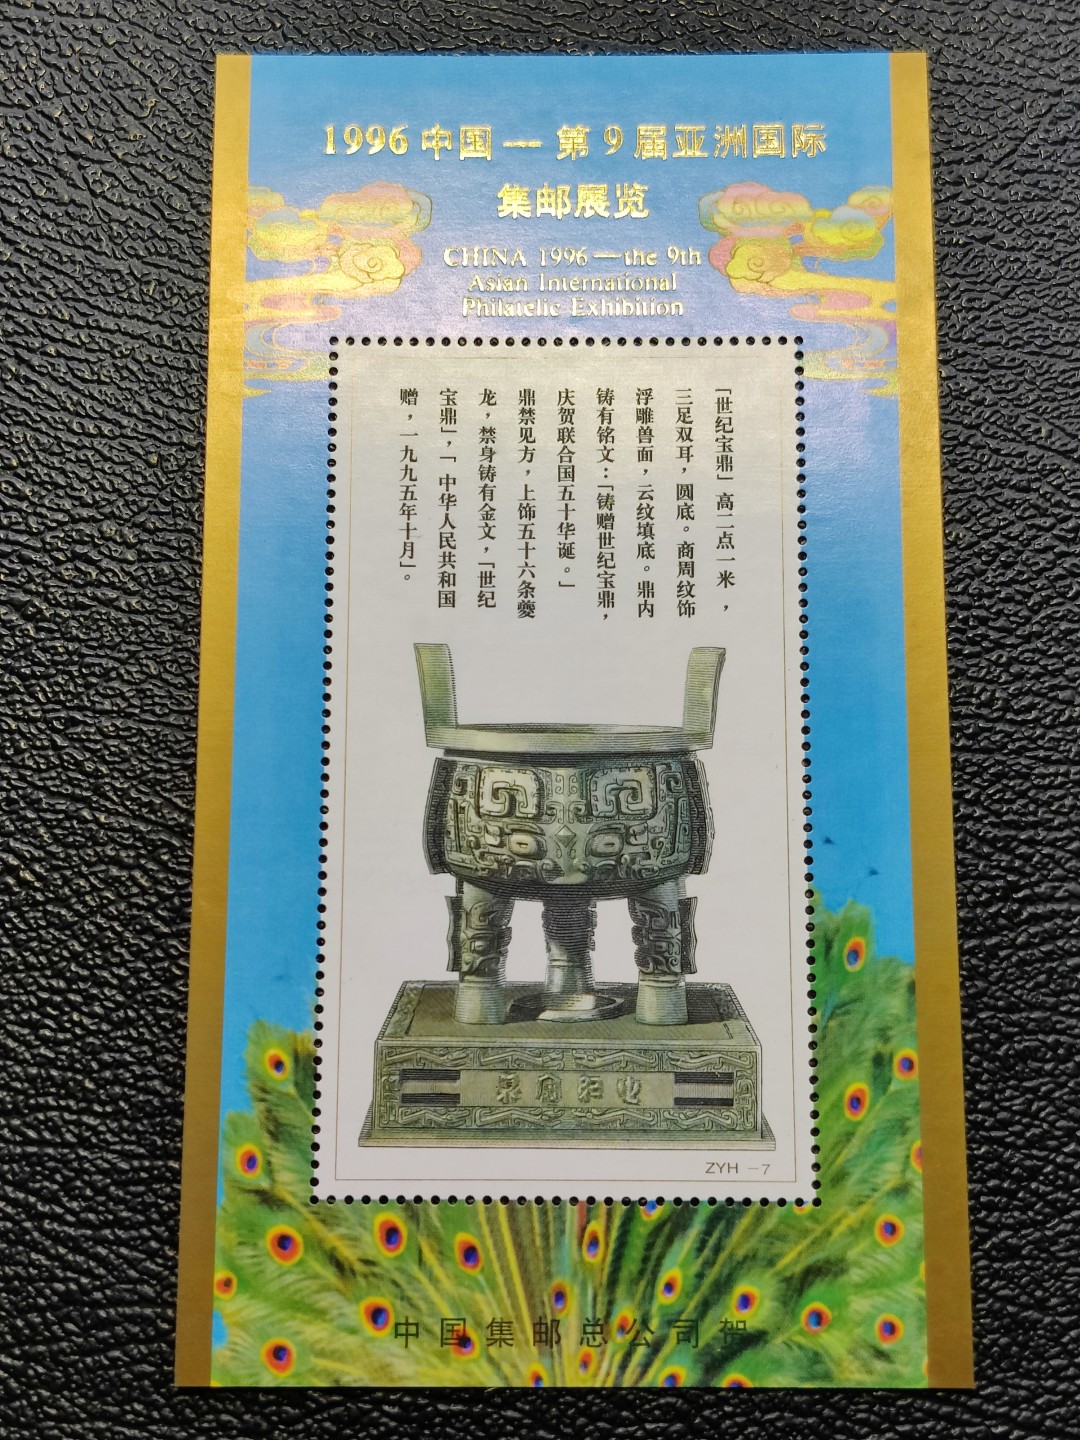 1996 中国—第9届亚洲国际
集邮展览
CHINA 1996—the 9th
Asian International
Philatelic Exhibition
「世纪宝鼎」高二点一米，
三足双耳，圆底。商周纹饰
浮雕兽面，云纹填底。鼎内
铸有铭文：「铸赠世纪宝鼎，
庆贺联合国五十华诞。」
鼎禁见方，上饰五十六条夔
龙，禁身铸有金文，「世纪
宝鼎」，「中华人民共和国
赠，一九九五年十月」。
ZYH －7
中国集邮总公司贺